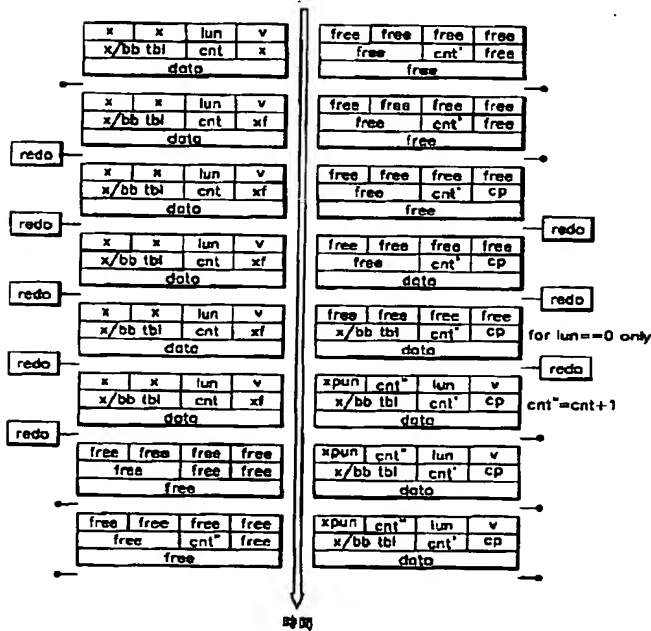 x x lun v
x/bb tbl cnt x
data
free free free free
free cnt' free
free
x x lun v
x/bb tbl cnt xf
data
free free free free
free cnt' free
free
redo
x x lun v
x/bb tbl cnt xf
data
free free free free
free cnt' cp
free
redo
redo
x x lun v
x/bb tbl cnt xf
data
free free free free
free cnt' cp
data
redo
redo
x x lun v
x/bb tbl cnt xf
data
free free free free
x/bb tbl cnt' cp
data
for lun==0 only
redo
redo
x x lun v
x/bb tbl cnt xf
data
xpun cnt" lun v
x/bb tbl cnt' cp
data
cnt"=cnt+1
redo
free free free free
free free free
free
xpun cnt" lun v
x/bb tbl cnt' cp
data
free free free free
free cnt" free
free
xpun cnt" lun v
x/bb tbl cnt' cp
data
時間